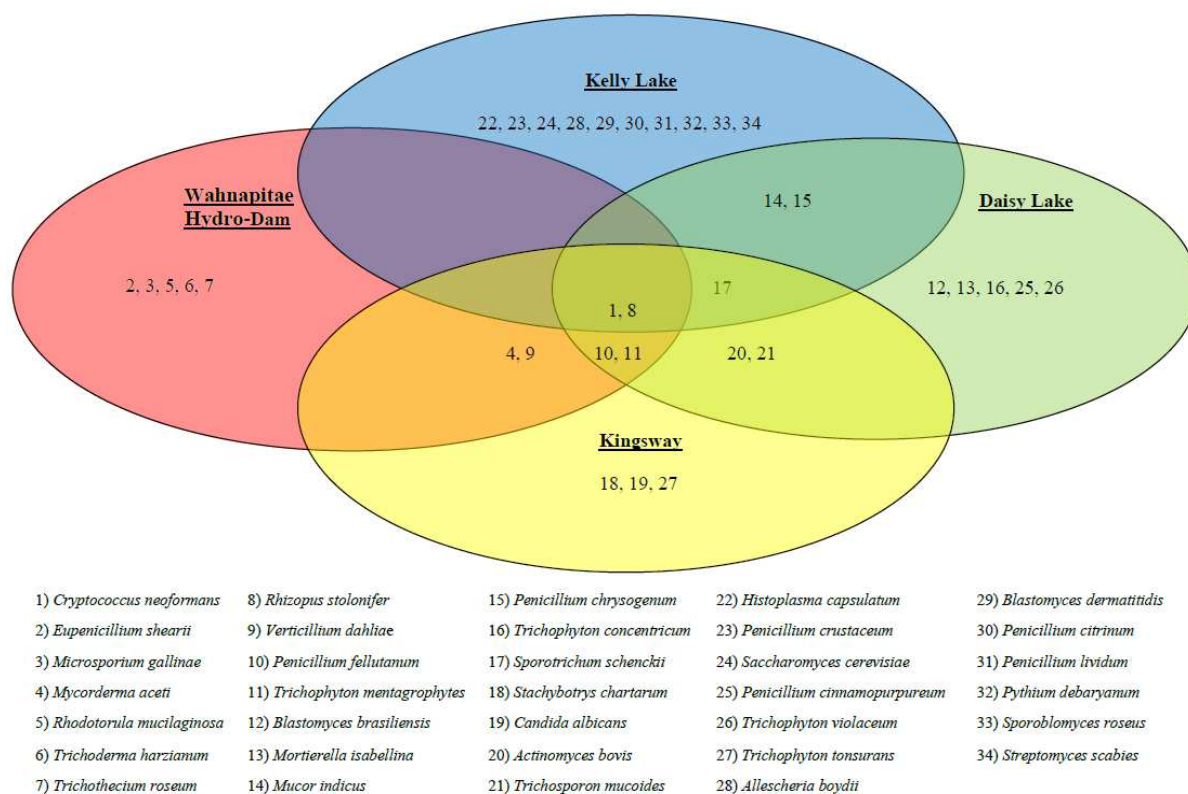 Kelly Lake
22, 23, 24, 28, 29, 30, 31, 32, 33, 34
Wahnapitae
Hydro-Dam
14, 15
Daisy Lake
2, 3, 5, 6, 7
17
12, 13, 16, 25, 26
1, 8
4, 9
10, 11
20, 21
Kingsway
18, 19, 27
1) Cryptococcus neoformans
2) Eupenicillium shearii
3) Microsporium gallinae
4) Mycorderma aceti
5) Rhodotorula mucilaginosa
6) Trichoderma harzianum
7) Trichothecium roseum
8) Rhizopus stolonifer
9) Verticillium dahliae
10) Penicillium fellutanum
11) Trichophyton mentagrophytes
12) Blastomyces brasiliensis
13) Mortierella isabellina
14) Mucor indicus
15) Penicillium chrysogenum
16) Trichophyton concentricum
17) Sporotrichum schenckii
18) Stachybotrys chartarum
19) Candida albicans
20) Actinomyces bovis
21) Trichosporon mucoides
22) Histoplasma capsulatum
23) Penicillium crustaceum
24) Saccharomyces cerevisiae
25) Penicillium cinnamopurpureum
26) Trichophyton violaceum
27) Trichophyton tonsurans
28) Allescheria boydii
29) Blastomyces dermatitidis
30) Penicillium citrinum
31) Penicillium lividum
32) Pythium debaryanum
33) Sporoblomyces roseus
34) Streptomyces scabies